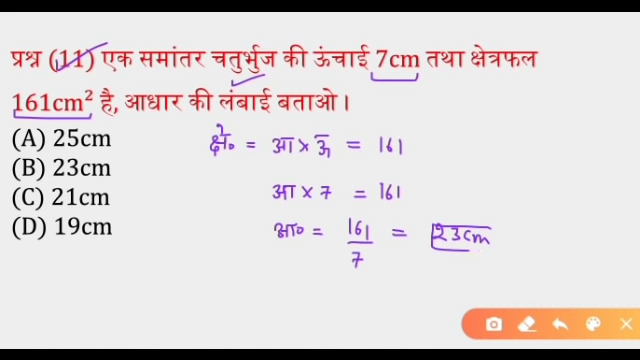 प्रश्न (11) एक समांतर चतुर्भुज की ऊंचाई 7cm तथा क्षेत्रफल
161cm² है, आधार की लंबाई बताओ।
(A) 25cm
(B) 23cm
(C) 21cm
(D) 19cm
क्षे० = आ × ऊ = 161
आ × 7 = 161
आ० = 161/7 = 23cm